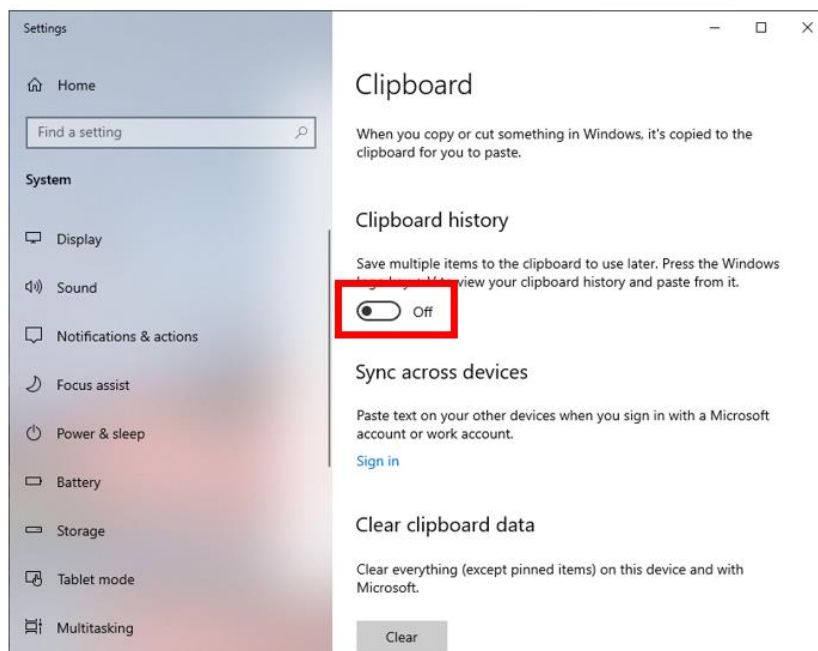 Settings
Home
Find a setting
System
Display
Sound
Notifications & actions
Focus assist
Power & sleep
Battery
Storage
Tablet mode
Multitasking
Clipboard
When you copy or cut something in Windows, it's copied to the
clipboard for you to paste.
Clipboard history
Save multiple items to the clipboard to use later. Press the Windows
view your clipboard history and paste from it.
Off
Sync across devices
Paste text on your other devices when you sign in with a Microsoft
account or work account.
Sign in
Clear clipboard data
Clear everything (except pinned items) on this device and with
Microsoft.
Clear